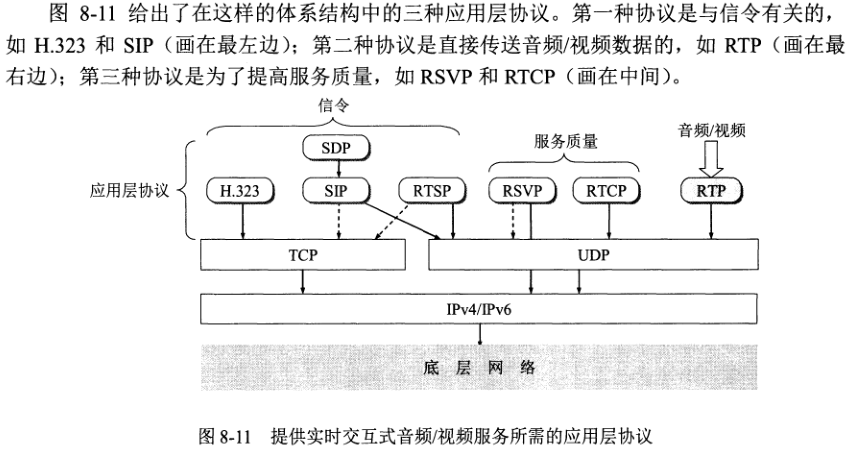 图 8-11 给出了在这样的体系结构中的三种应用层协议。第一种协议是与信令有关的，
如 H.323 和 SIP（画在最左边）；第二种协议是直接传送音频/视频数据的，如 RTP（画在最
右边）；第三种协议是为了提高服务质量，如 RSVP 和 RTCP（画在中间）。
信令
服务质量
音频/视频
SDP
应用层协议
H.323
SIP
RTSP
RSVP
RTCP
RTP
TCP
UDP
IPv4/IPv6
底 层 网 络
图 8-11 提供实时交互式音频/视频服务所需的应用层协议